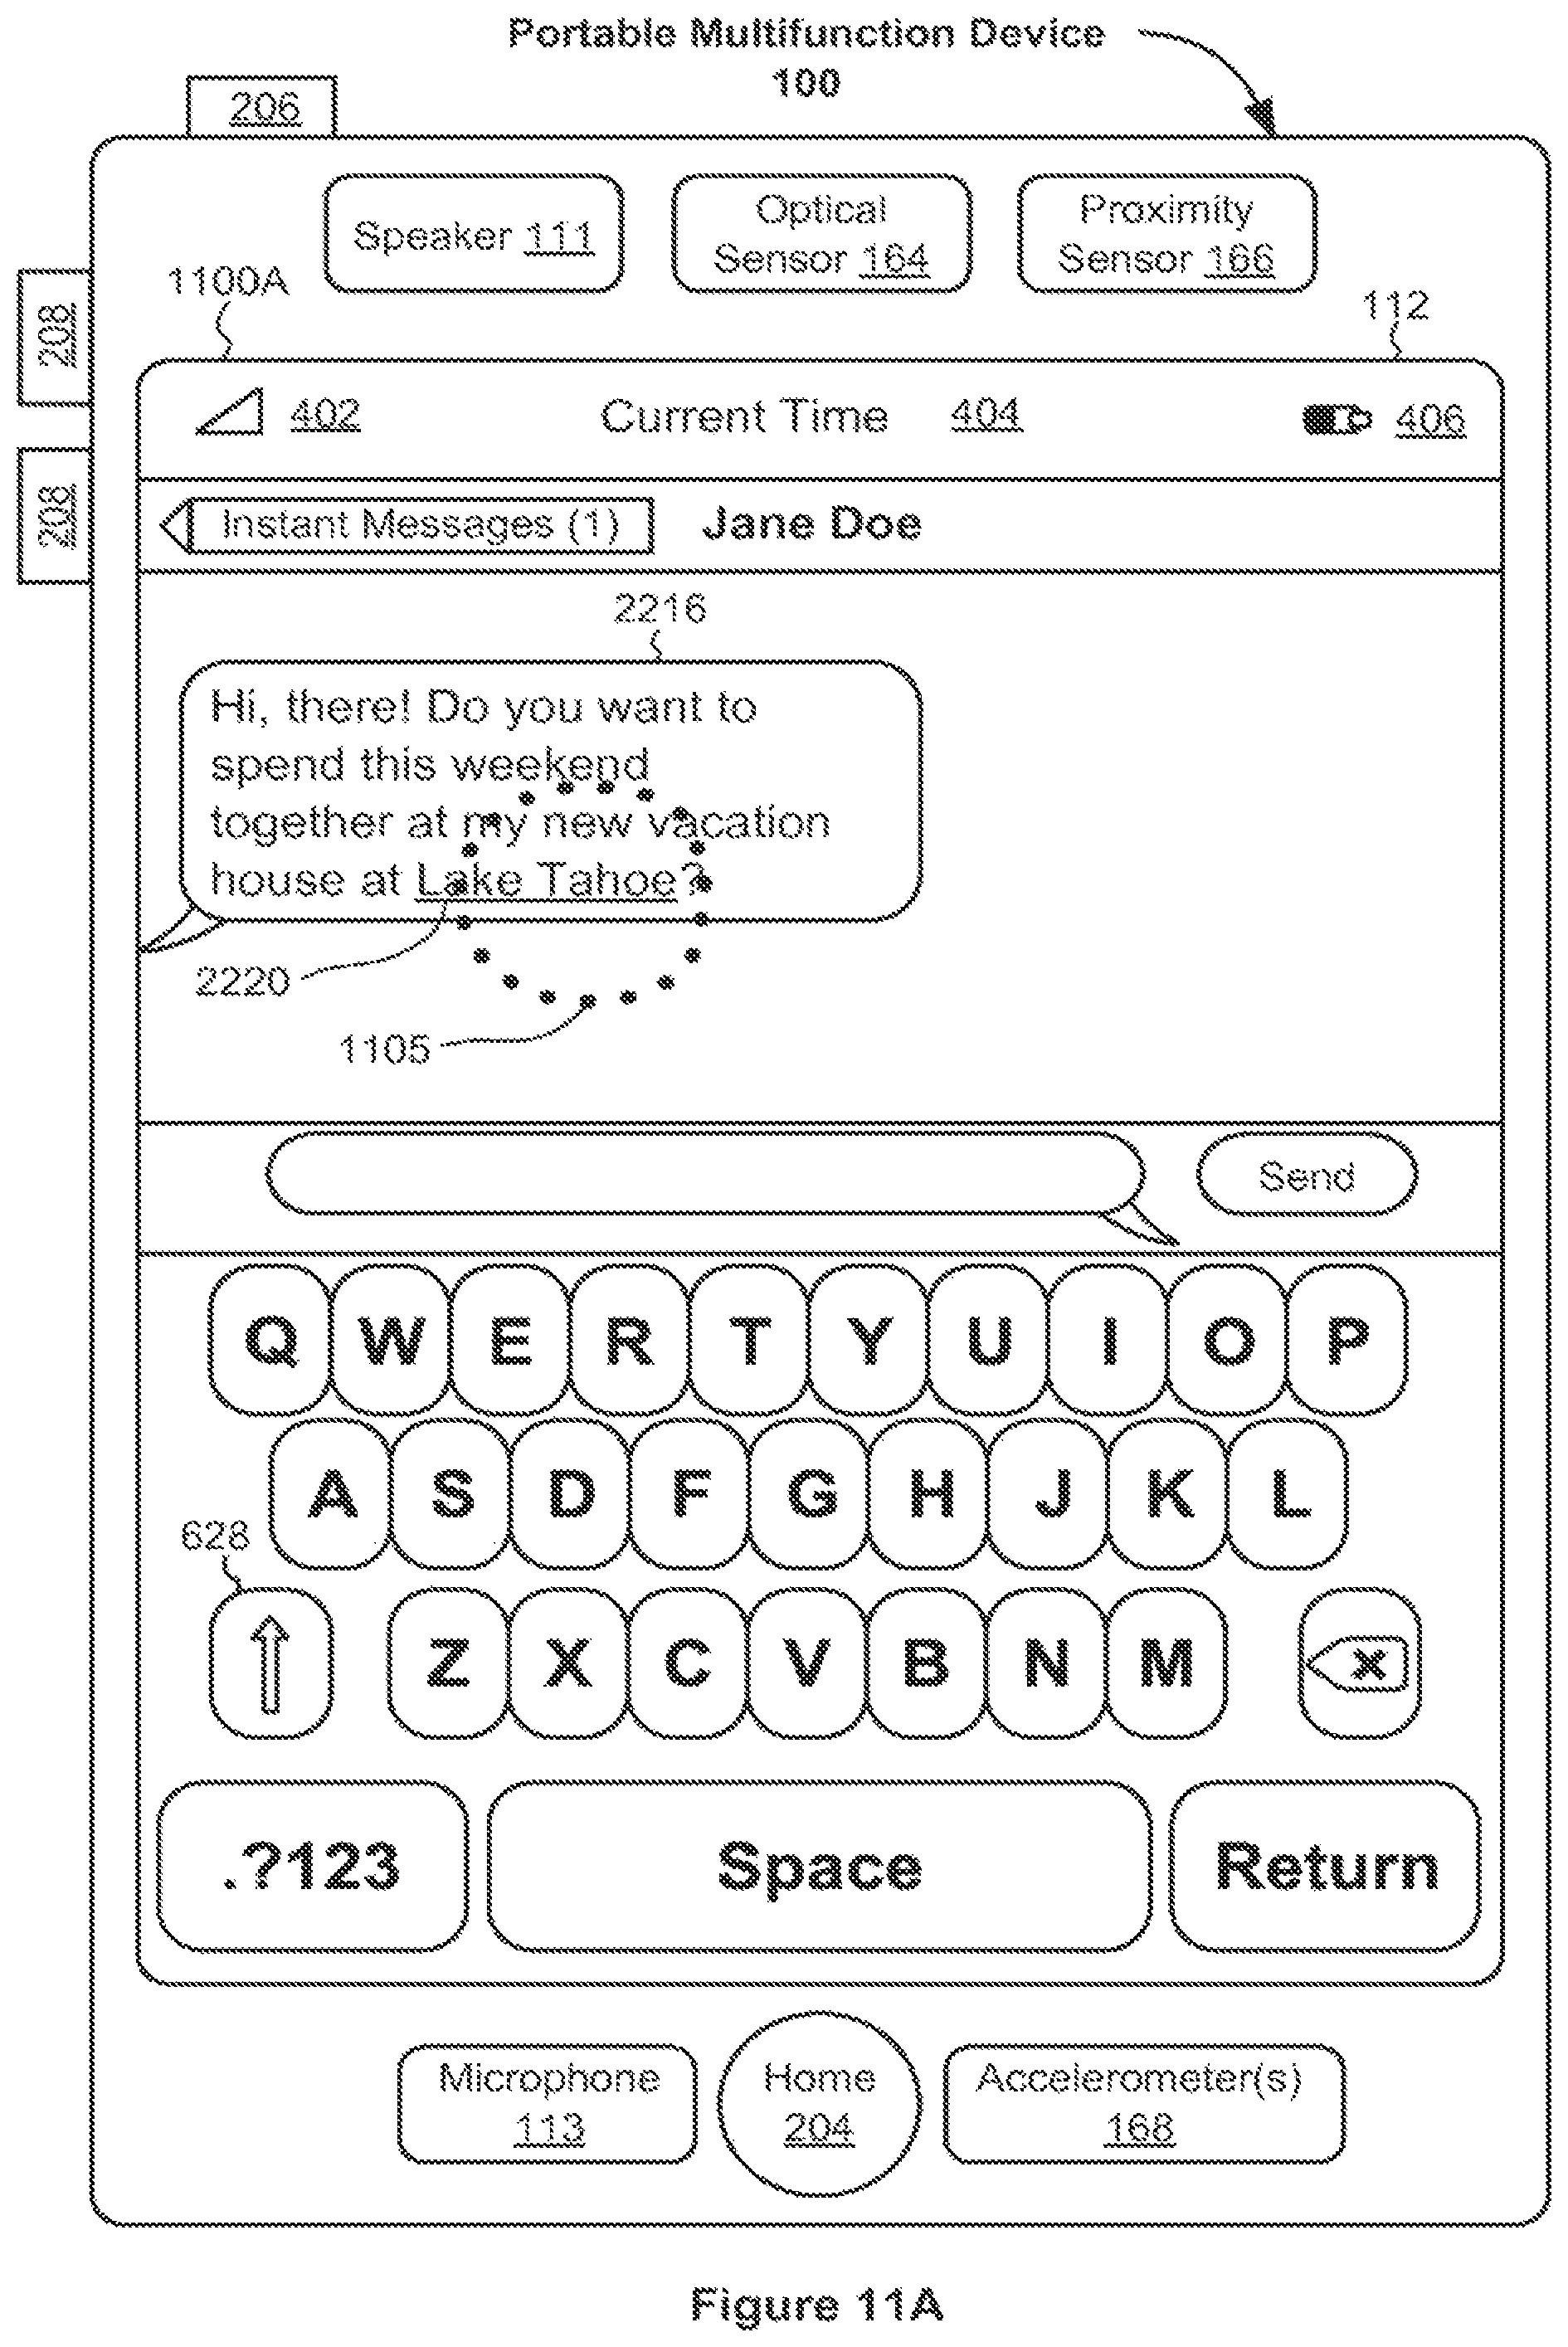 Portable Multifunction Device
100
206
Speaker 111
Optical
Sensor 164
Proximity
Sensor 166
1100A
112
208
208
402
Current Time 404
406
Instant Messages (1)
Jane Doe
2216
Hi, there! Do you want to
spend this weekend
together at my new vacation
house at Lake Tahoe?
2220
1105
Send
Q W E R T Y U I O P
A S D F G H J K L
628
Z X C V B N M X
.?123
Space
Return
Microphone
113
Home
204
Accelerometer(s)
168
Figure 11A